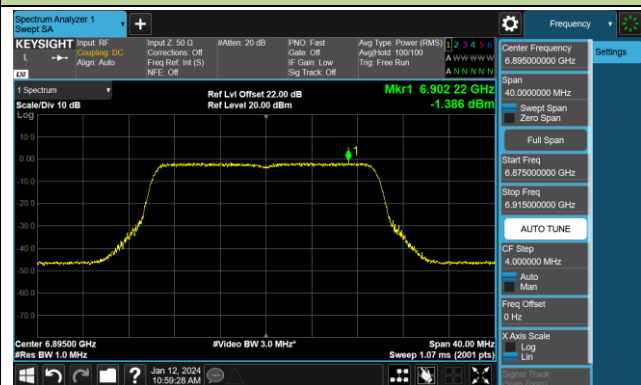 Spectrum Analyzer 1
Swept SA
Frequency
KEYSIGHT
L
LXI
Input: RF
Coupling: DC
Align: Auto
Input Z: 50 Ω
Corrections: Off
Freq Ref: Int (S)
NFE: Off
#Atten: 20 dB
PNO: Fast
Gate: Off
IF Gain: Low
Sig Track: Off
Avg Type: Power (RMS)
Avg|Hold: 100/100
Trig: Free Run
1 2 3 4 5 6
A W W W W W
A N N N N N
1 Spectrum
Scale/Div 10 dB
Log
Ref Lvl Offset 22.00 dB
Ref Level 20.00 dBm
Mkr1 6.902 22 GHz
-1.386 dBm
1
10.0
0.00
-10.0
-20.0
-30.0
-40.0
-50.0
-60.0
-70.0
Center 6.89500 GHz
#Res BW 1.0 MHz
#Video BW 3.0 MHz*
Span 40.00 MHz
Sweep 1.07 ms (2001 pts)
Jan 12, 2024
10:59:28 AM
Center Frequency
6.895000000 GHz
Settings
Span
40.0000000 MHz
Swept Span
Zero Span
Full Span
Start Freq
6.875000000 GHz
Stop Freq
6.915000000 GHz
AUTO TUNE
CF Step
4.000000 MHz
Auto
Man
Freq Offset
0 Hz
X Axis Scale
Log
Lin
Signal Track